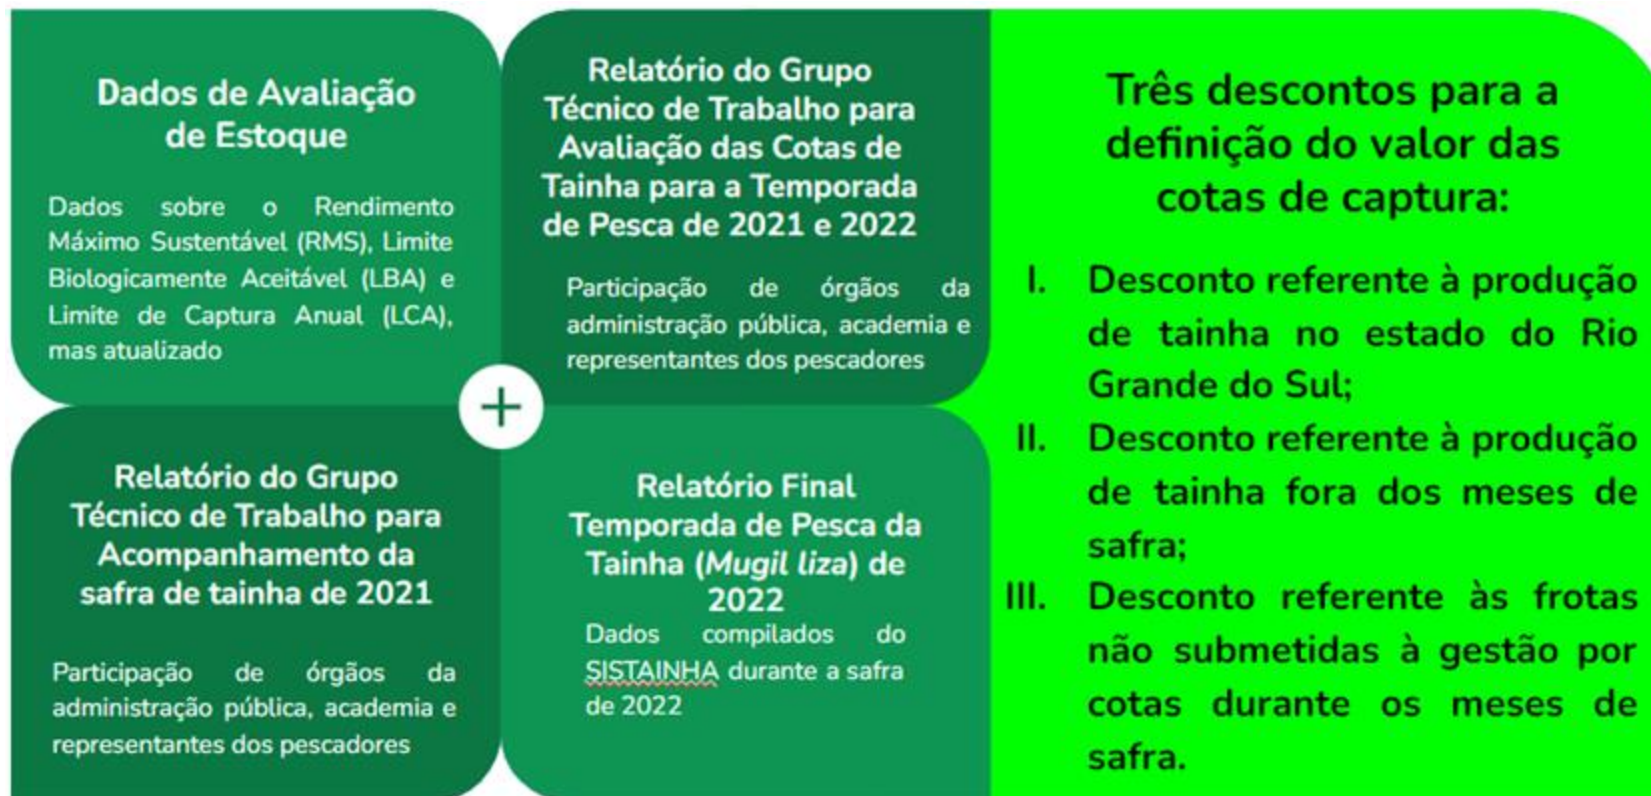 Dados de Avaliação
de Estoque
Dados sobre o Rendimento
Máximo Sustentável (RMS), Limite
Biologicamente Aceitável (LBA) e
Limite de Captura Anual (LCA),
mas atualizado
Relatório do Grupo
Técnico de Trabalho para
Avaliação das Cotas de
Tainha para a Temporada
de Pesca de 2021 e 2022
Participação de órgãos da
administração pública, academia e
representantes dos pescadores
+
Relatório do Grupo
Técnico de Trabalho para
Acompanhamento da
safra de tainha de 2021
Participação de órgãos da
administração pública, academia e
representantes dos pescadores
Relatório Final
Temporada de Pesca da
Tainha (Mugil liza) de
2022
Dados compilados do
SISTAINHA durante a safra
de 2022
Três descontos para a
definição do valor das
cotas de captura:
I. Desconto referente à produção
de tainha no estado do Rio
Grande do Sul;
II. Desconto referente à produção
de tainha fora dos meses de
safra;
III. Desconto referente às frotas
não submetidas à gestão por
cotas durante os meses de
safra.